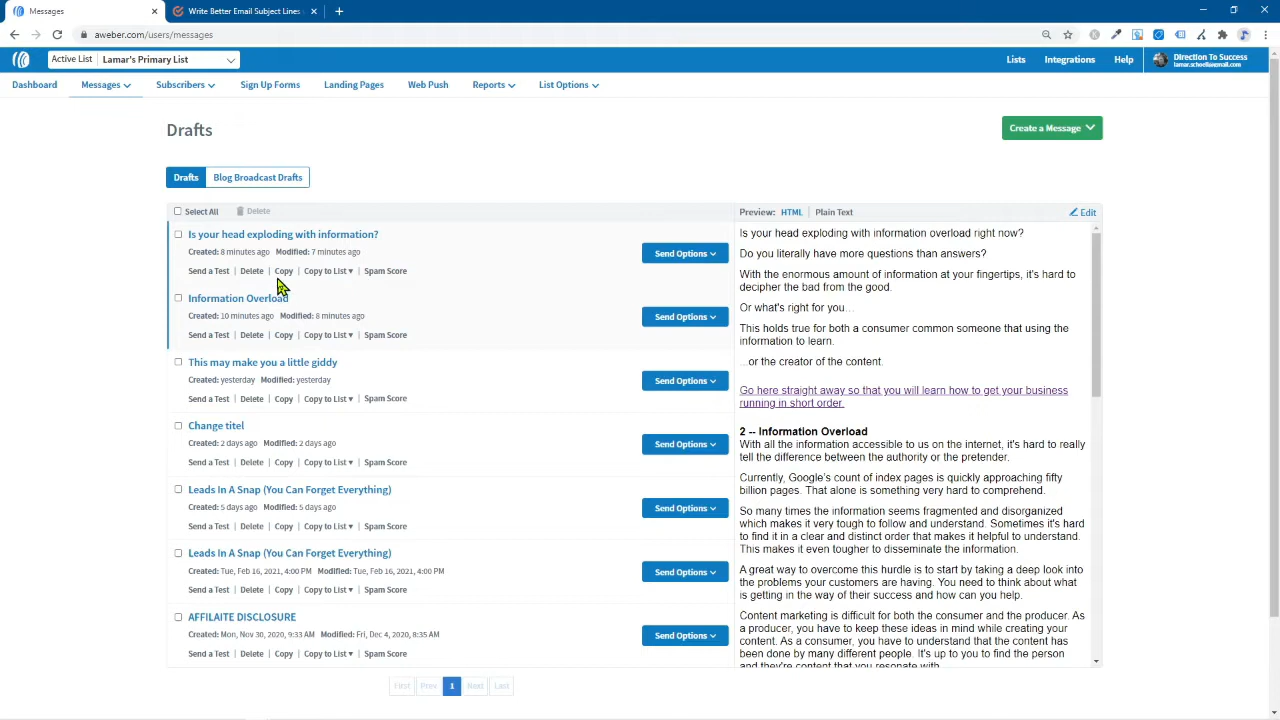 Messages
Write Better Email Subject Lines
aweber.com/users/messages
Active List Lamar's Primary List
Lists Integrations Help Direction To Success
lamar.schoell@gmail.com
Dashboard Messages Subscribers Sign Up Forms Landing Pages Web Push Reports List Options
Drafts
Create a Message
Drafts Blog Broadcast Drafts
Select All Delete
Preview: HTML | Plain Text Edit
Is your head exploding with information?
Created: 8 minutes ago Modified: 7 minutes ago
Send a Test | Delete | Copy | Copy to List ▾ | Spam Score
Send Options
Information Overload
Created: 10 minutes ago Modified: 8 minutes ago
Send a Test | Delete | Copy | Copy to List ▾ | Spam Score
Send Options
This may make you a little giddy
Created: yesterday Modified: yesterday
Send a Test | Delete | Copy | Copy to List ▾ | Spam Score
Send Options
Change titel
Created: 2 days ago Modified: 2 days ago
Send a Test | Delete | Copy | Copy to List ▾ | Spam Score
Send Options
Leads In A Snap (You Can Forget Everything)
Created: 5 days ago Modified: 5 days ago
Send a Test | Delete | Copy | Copy to List ▾ | Spam Score
Send Options
Leads In A Snap (You Can Forget Everything)
Created: Tue, Feb 16, 2021, 4:00 PM Modified: Tue, Feb 16, 2021, 4:00 PM
Send a Test | Delete | Copy | Copy to List ▾ | Spam Score
Send Options
AFFILAITE DISCLOSURE
Created: Mon, Nov 30, 2020, 9:33 AM Modified: Fri, Dec 4, 2020, 8:35 AM
Send a Test | Delete | Copy | Copy to List ▾ | Spam Score
Send Options
Is your head exploding with information overload right now?
Do you literally have more questions than answers?
With the enormous amount of information at your fingertips, it's hard to
decipher the bad from the good.
Or what's right for you...
This holds true for both a consumer common someone that using the
information to learn.
...or the creator of the content.
Go here straight away so that you will learn how to get your business
running in short order.
2 -- Information Overload
With all the information accessible to us on the internet, it's hard to really
tell the difference between the authority or the pretender.
Currently, Google's count of index pages is quickly approaching fifty
billion pages. That alone is something very hard to comprehend.
So many times the information seems fragmented and disorganized
which makes it very tough to follow and understand. Sometimes it's hard
to find it in a clear and distinct order that makes it helpful to understand.
This makes it even tougher to disseminate the information.
A great way to overcome this hurdle is to start by taking a deep look into
the problems your customers are having. You need to think about what
is getting in the way of their success and how can you help.
Content marketing is difficult for both the consumer and the producer. As
a producer, you have to keep these ideas in mind while creating your
content. As a consumer, you have to understand that the content has
been done by many different people. It's up to you to find the person
and they're content that you resonate with.
First Prev 1 Next Last